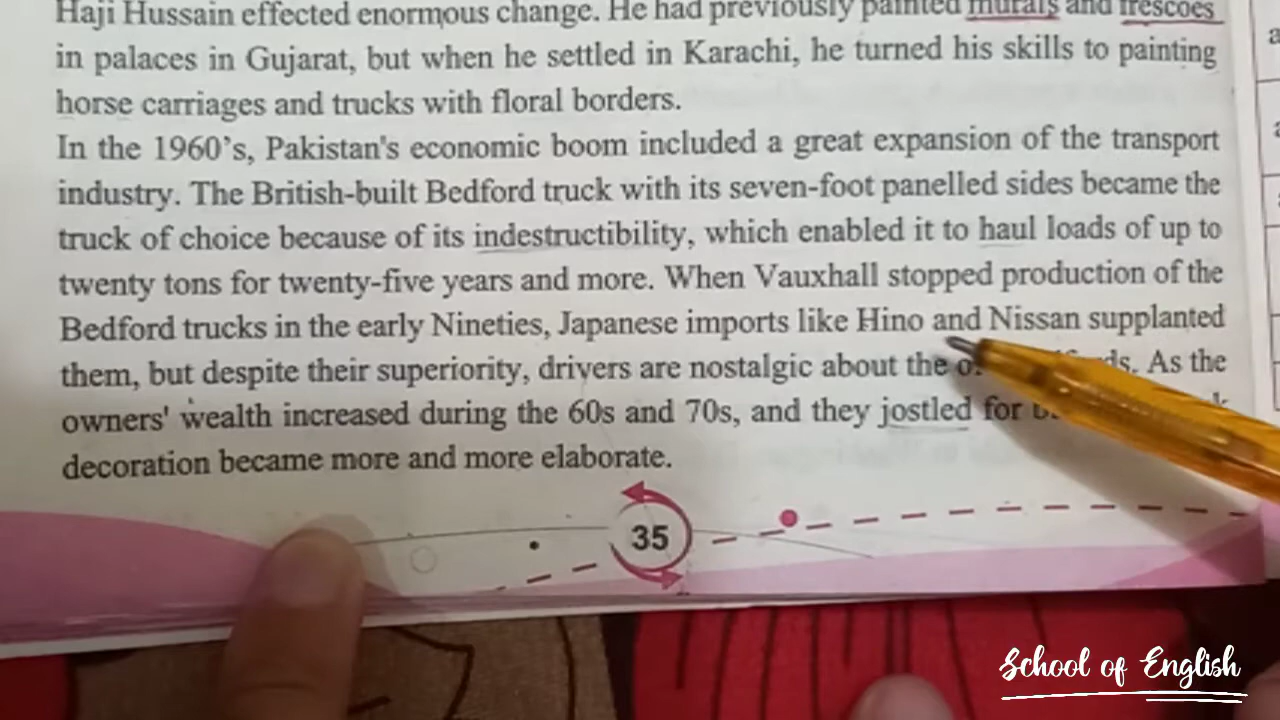 Haji Hussain effected enormous change. He had previously painted murals and frescoes
in palaces in Gujarat, but when he settled in Karachi, he turned his skills to painting
horse carriages and trucks with floral borders.
In the 1960's, Pakistan's economic boom included a great expansion of the transport
industry. The British-built Bedford truck with its seven-foot panelled sides became the
truck of choice because of its indestructibility, which enabled it to haul loads of up to
twenty tons for twenty-five years and more. When Vauxhall stopped production of the
Bedford trucks in the early Nineties, Japanese imports like Hino and Nissan supplanted
them, but despite their superiority, drivers are nostalgic about the As the
owners' wealth increased during the 60s and 70s, and they jostled for
decoration became more and more elaborate.
35
School of English